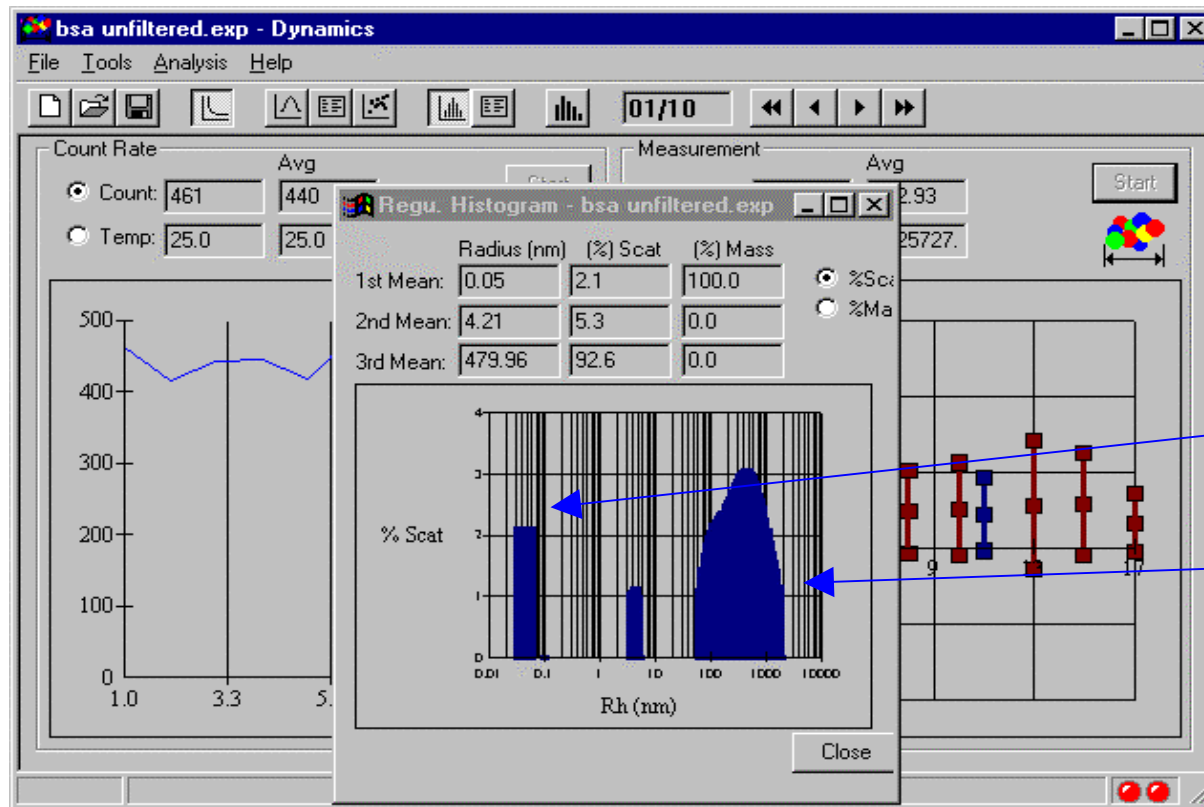 bsa unfiltered.exp - Dynamics
File Tools Analysis Help
01/10
Count Rate
Measurement
Avg
Avg
Count: 461 440
2.93
Start
Temp: 25.0 25.0
25727.
Regu. Histogram - bsa unfiltered.exp
Radius (nm) (%) Scat (%) Mass
1st Mean: 0.05 2.1 100.0
%Sca
2nd Mean: 4.21 5.3 0.0
%Ma
3rd Mean: 479.96 92.6 0.0
500
400
300
200
100
0
1.0 3.3 5.
4
3
% Scat
2
1
0
0.01 0.1 1 10 100 1000 10000
Rh (nm)
9 17
Close